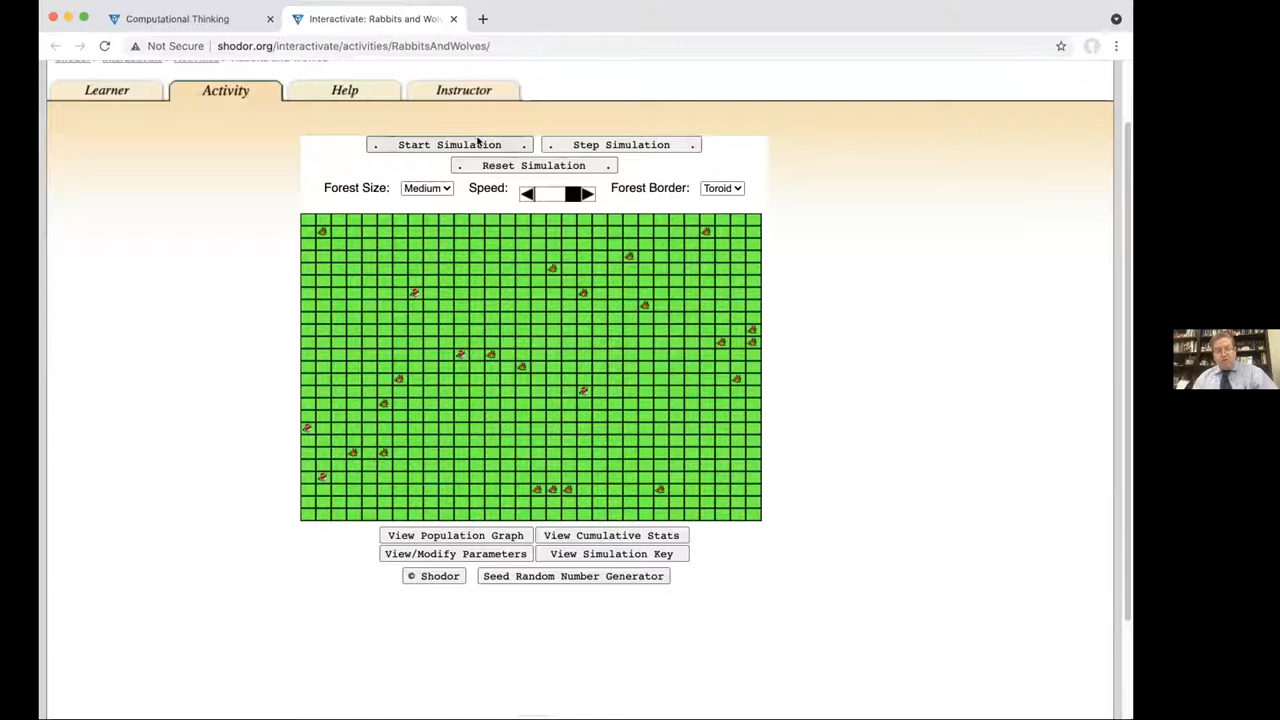 Computational Thinking
Interactivate: Rabbits and Wol
Not Secure shodor.org/interactivate/activities/RabbitsAndWolves/
Learner Activity Help Instructor
. Start Simulation . . Step Simulation .
. Reset Simulation .
Forest Size: Medium Speed: Forest Border: Toroid
View Population Graph View Cumulative Stats
View/Modify Parameters View Simulation Key
© Shodor Seed Random Number Generator